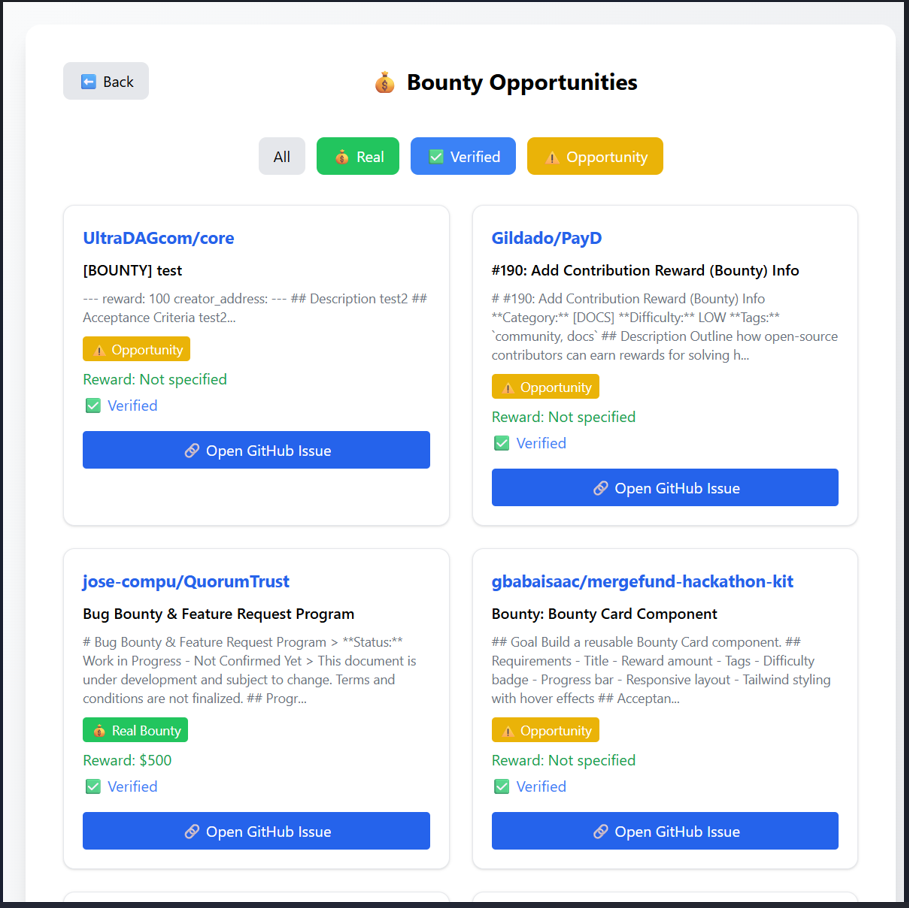 Back
💰 Bounty Opportunities
All
💰 Real
✅ Verified
⚠️ Opportunity
UltraDAGcom/core
[BOUNTY] test
--- reward: 100 creator_address: --- ## Description test2 ##
Acceptance Criteria test2...
⚠️ Opportunity
Reward: Not specified
✅ Verified
🔗 Open GitHub Issue
Gildado/PayD
#190: Add Contribution Reward (Bounty) Info
# #190: Add Contribution Reward (Bounty) Info
**Category:** [DOCS] **Difficulty:** LOW **Tags:**
`community, docs` ## Description Outline how open-source
contributors can earn rewards for solving h...
⚠️ Opportunity
Reward: Not specified
✅ Verified
🔗 Open GitHub Issue
jose-compu/QuorumTrust
Bug Bounty & Feature Request Program
# Bug Bounty & Feature Request Program > **Status:**
Work in Progress - Not Confirmed Yet > This document is
under development and subject to change. Terms and
conditions are not finalized. ## Progr...
💰 Real Bounty
Reward: $500
✅ Verified
🔗 Open GitHub Issue
gbabaisaac/mergefund-hackathon-kit
Bounty: Bounty Card Component
## Goal Build a reusable Bounty Card component. ##
Requirements - Title - Reward amount - Tags - Difficulty
badge - Progress bar - Responsive layout - Tailwind styling
with hover effects ## Acceptan...
⚠️ Opportunity
Reward: Not specified
✅ Verified
🔗 Open GitHub Issue